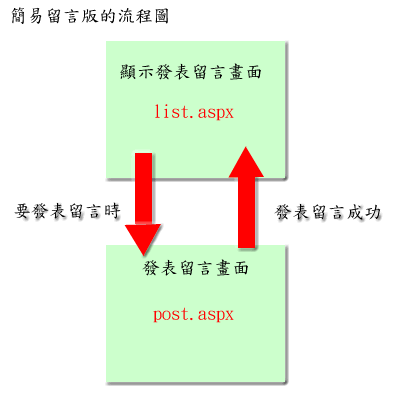 簡易留言版的流程圖
顯示發表留言畫面
list.aspx
要發表留言時
發表留言成功
發表留言畫面
post.aspx